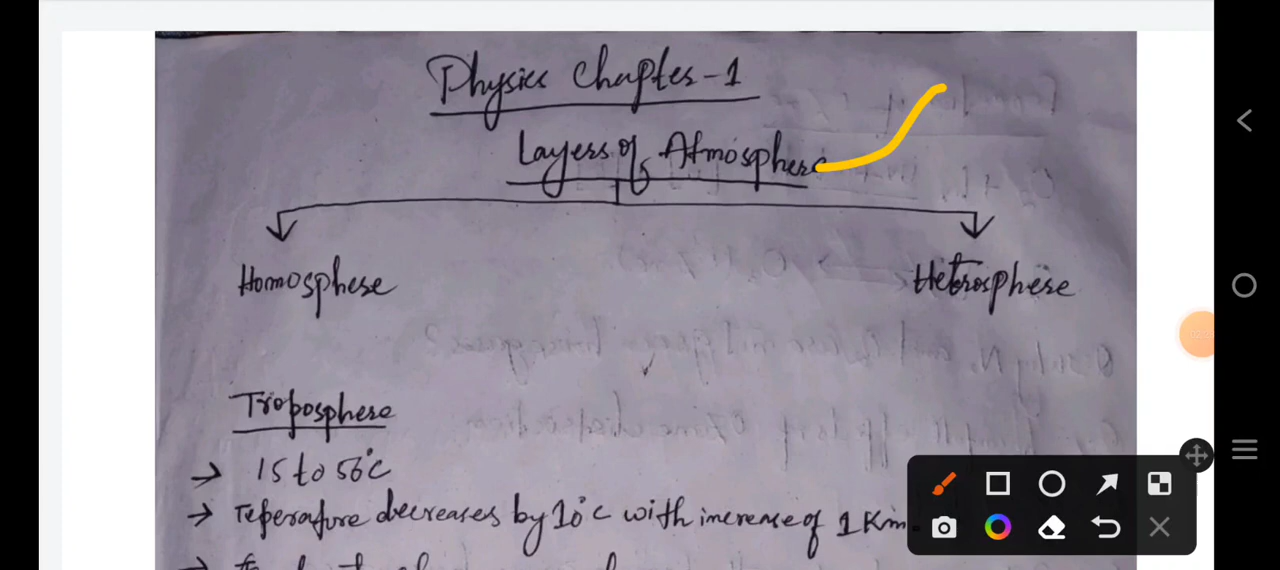 Physics Chapter-1
Layers of Atmosphere
Homosphere
Hetrosphere
Troposphere
→ 15 to 56°C
→ Teperature decreases by 10°C with increase of 1 Km.